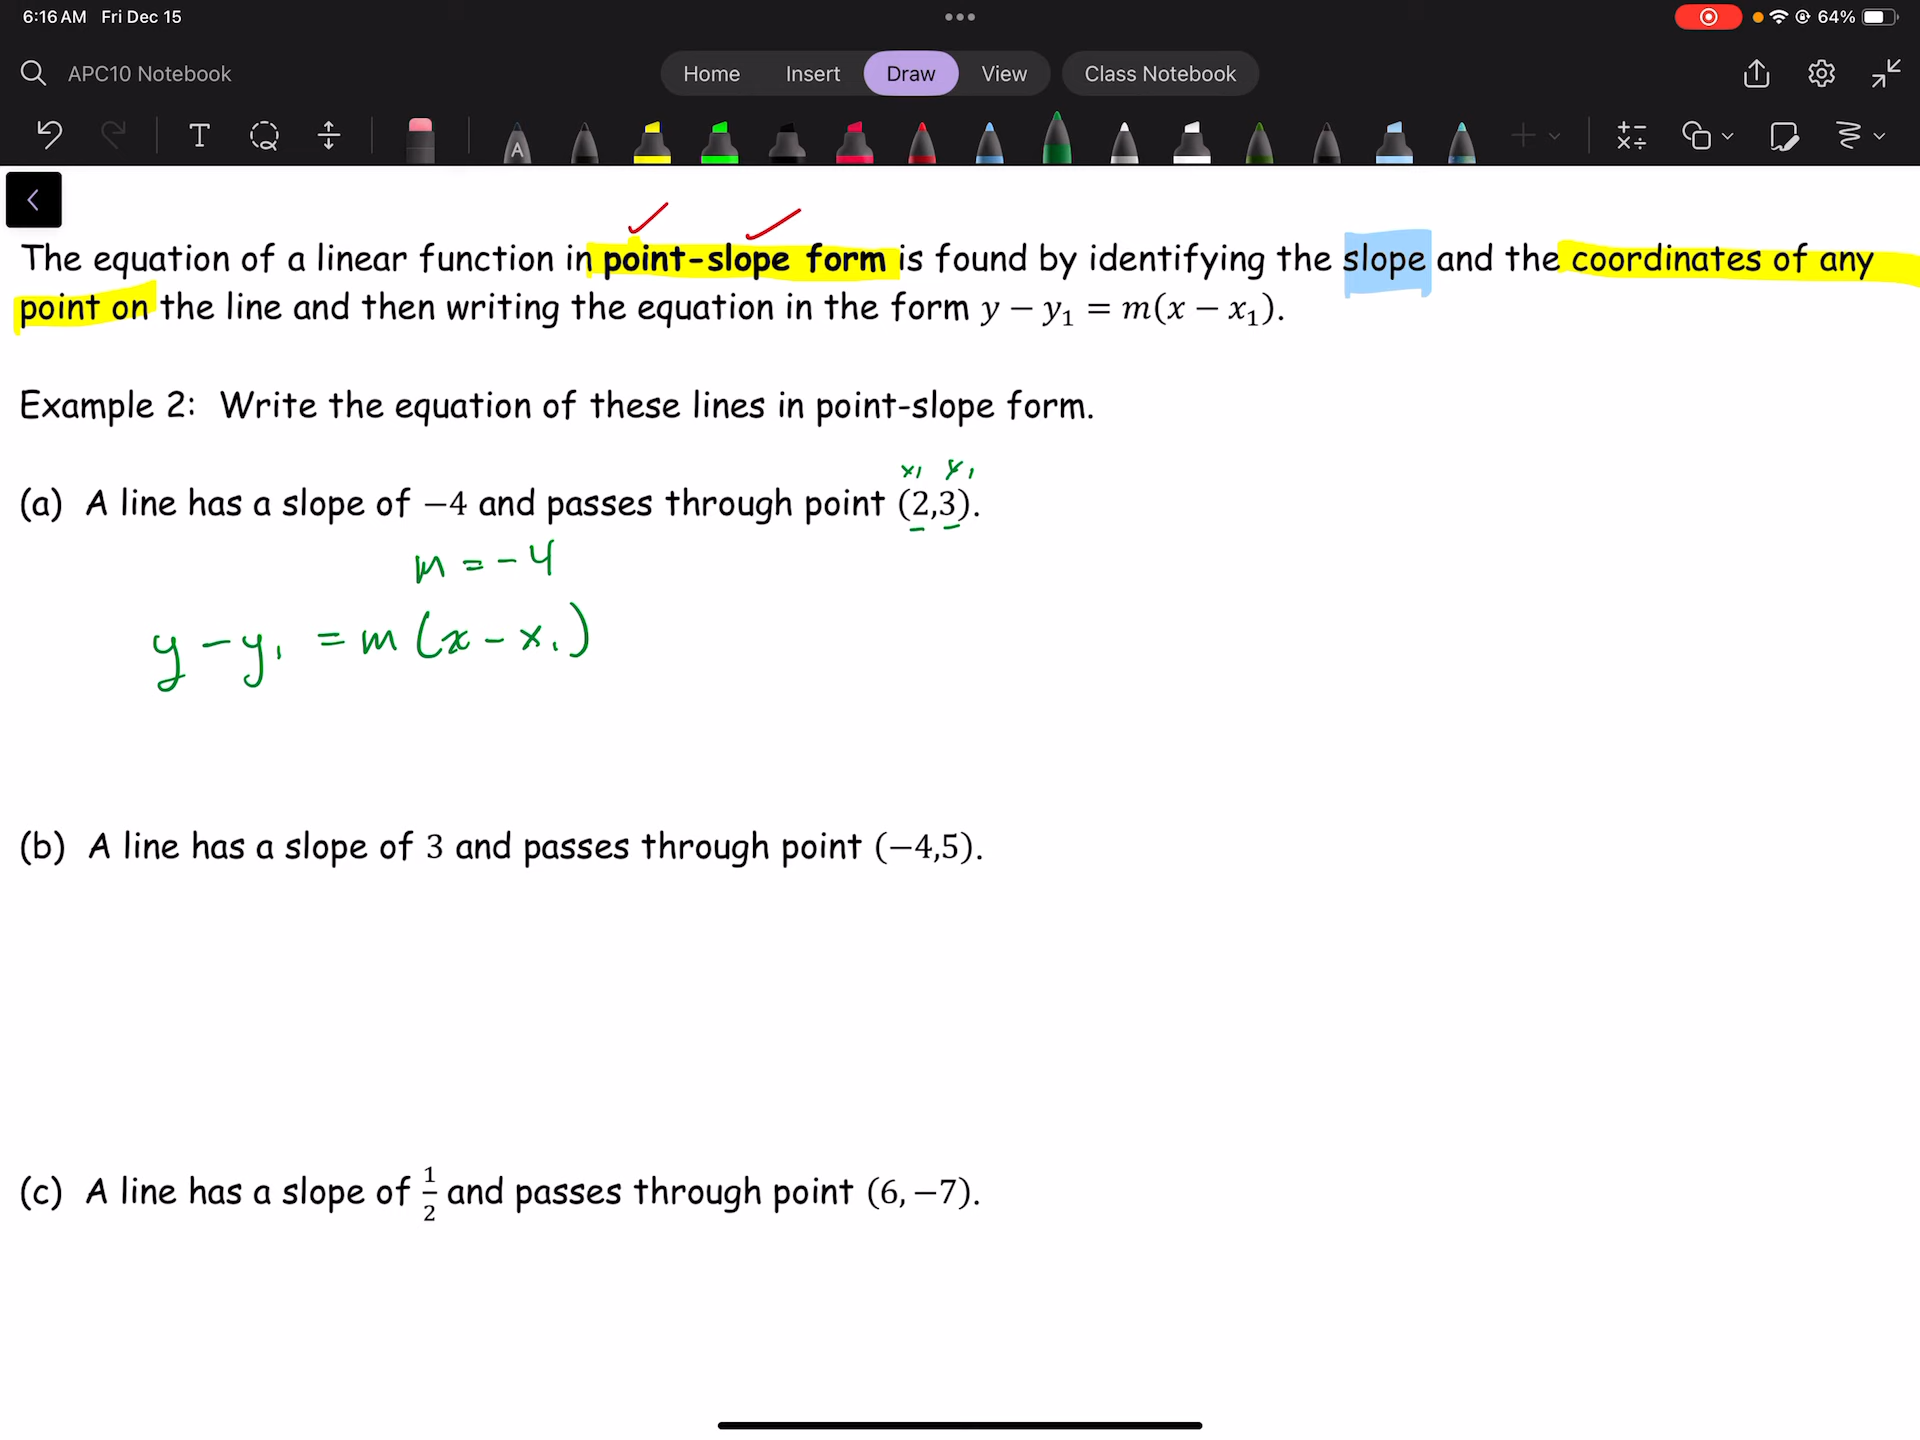 6:16 AM Fri Dec 15
64%
APC10 Notebook
Home Insert Draw View Class Notebook
T
A
The equation of a linear function in point-slope form is found by identifying the slope and the coordinates of any
point on the line and then writing the equation in the form y − y₁ = m(x − x₁).
Example 2: Write the equation of these lines in point-slope form.
x₁ y₁
(a) A line has a slope of −4 and passes through point (2,3).
m = -4
y - y₁ = m(x - x₁)
(b) A line has a slope of 3 and passes through point (−4,5).
(c) A line has a slope of 1/2 and passes through point (6, −7).